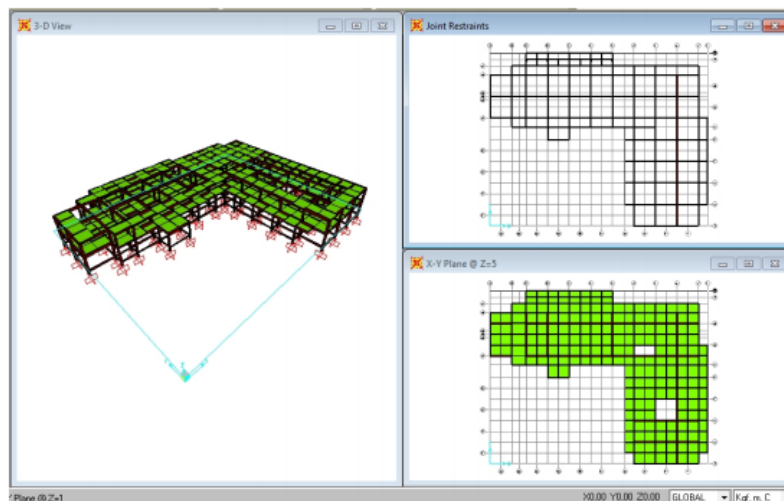 3-D View
Joint Restraints
X-Y Plane @ Z=5
Plane @ Z=1
X0.00 Y0.00 Z0.00
GLOBAL
Kgf, m, C